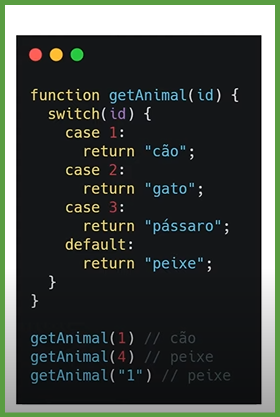 function getAnimal(id) {
  switch(id) {
    case 1:
      return "cão";
    case 2:
      return "gato";
    case 3:
      return "pássaro";
    default:
      return "peixe";
  }
}
getAnimal(1) // cão
getAnimal(4) // peixe
getAnimal("1") // peixe